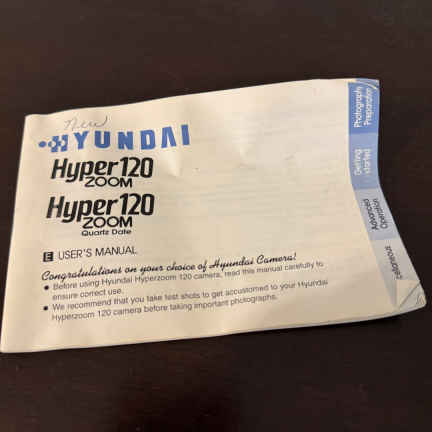 New
HYUNDAI
Hyper120
ZOOM
Hyper120
ZOOM
Quartz Date
E USER'S MANUAL
Congratulations on your choice of Hyundai Camera!
● Before using Hyundai Hyperzoom 120 camera, read this manual carefully to
ensure correct use.
● We recommend that you take test shots to get accustomed to your Hyundai
Hyperzoom 120 camera before taking important photographs.
Photography
Preparation
Getting
started
Advanced
Operation